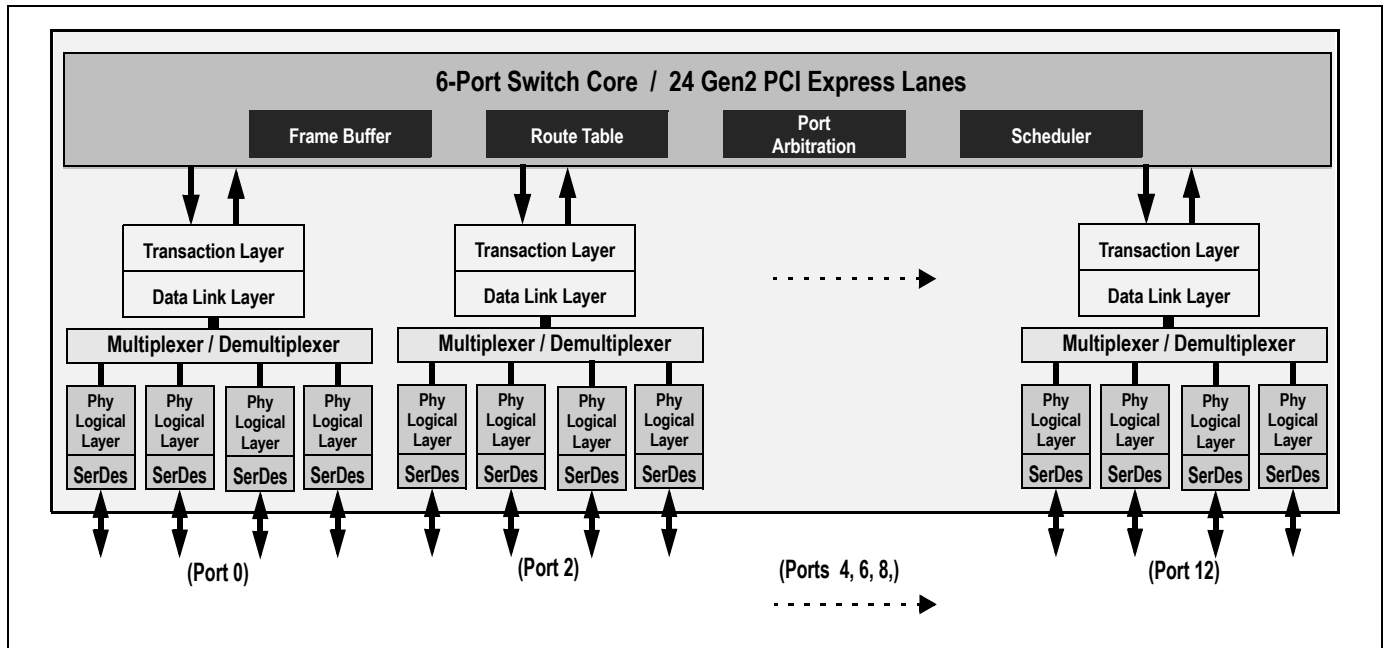 6-Port Switch Core / 24 Gen2 PCI Express Lanes
Frame Buffer
Route Table
Port
Arbitration
Scheduler
Transaction Layer
Data Link Layer
Multiplexer / Demultiplexer
Phy
Logical
Layer
SerDes
Phy
Logical
Layer
SerDes
Phy
Logical
Layer
SerDes
Phy
Logical
Layer
SerDes
(Port 0)
Transaction Layer
Data Link Layer
Multiplexer / Demultiplexer
Phy
Logical
Layer
SerDes
Phy
Logical
Layer
SerDes
Phy
Logical
Layer
SerDes
Phy
Logical
Layer
SerDes
(Port 2)
(Ports 4, 6, 8,)
Transaction Layer
Data Link Layer
Multiplexer / Demultiplexer
Phy
Logical
Layer
SerDes
Phy
Logical
Layer
SerDes
Phy
Logical
Layer
SerDes
Phy
Logical
Layer
SerDes
(Port 12)